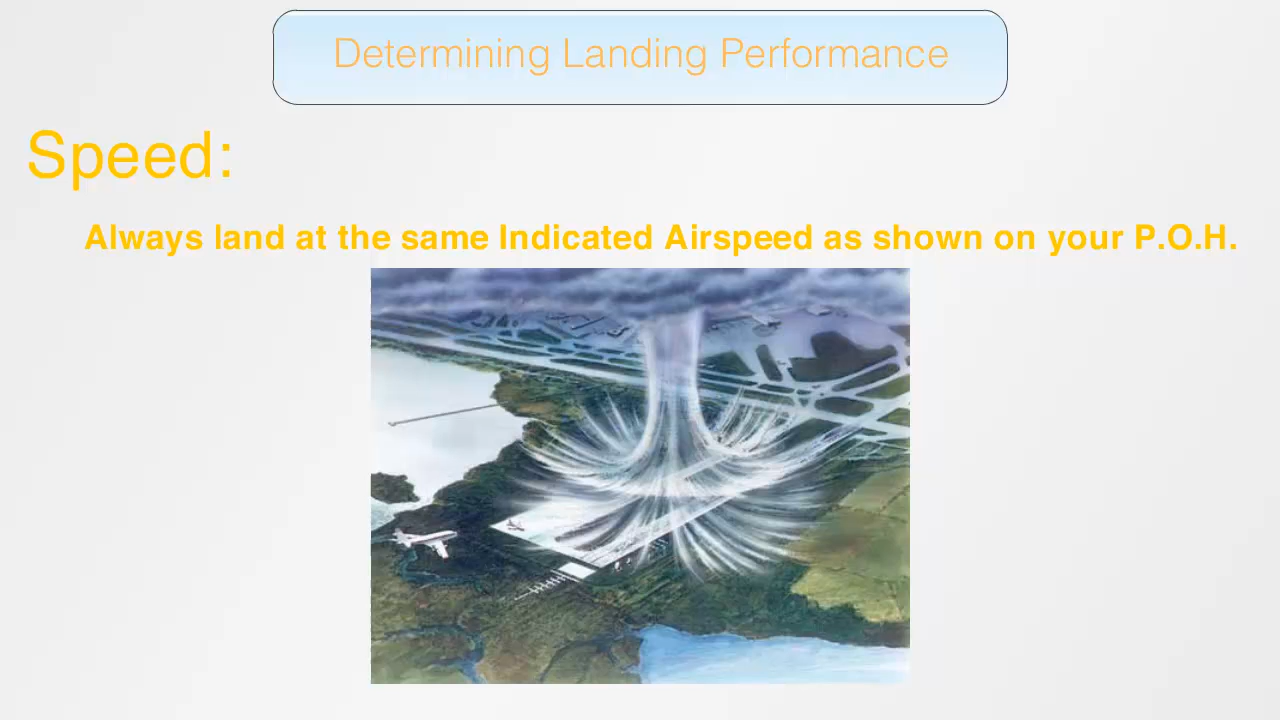 Determining Landing Performance
Speed:
Always land at the same Indicated Airspeed as shown on your P.O.H.